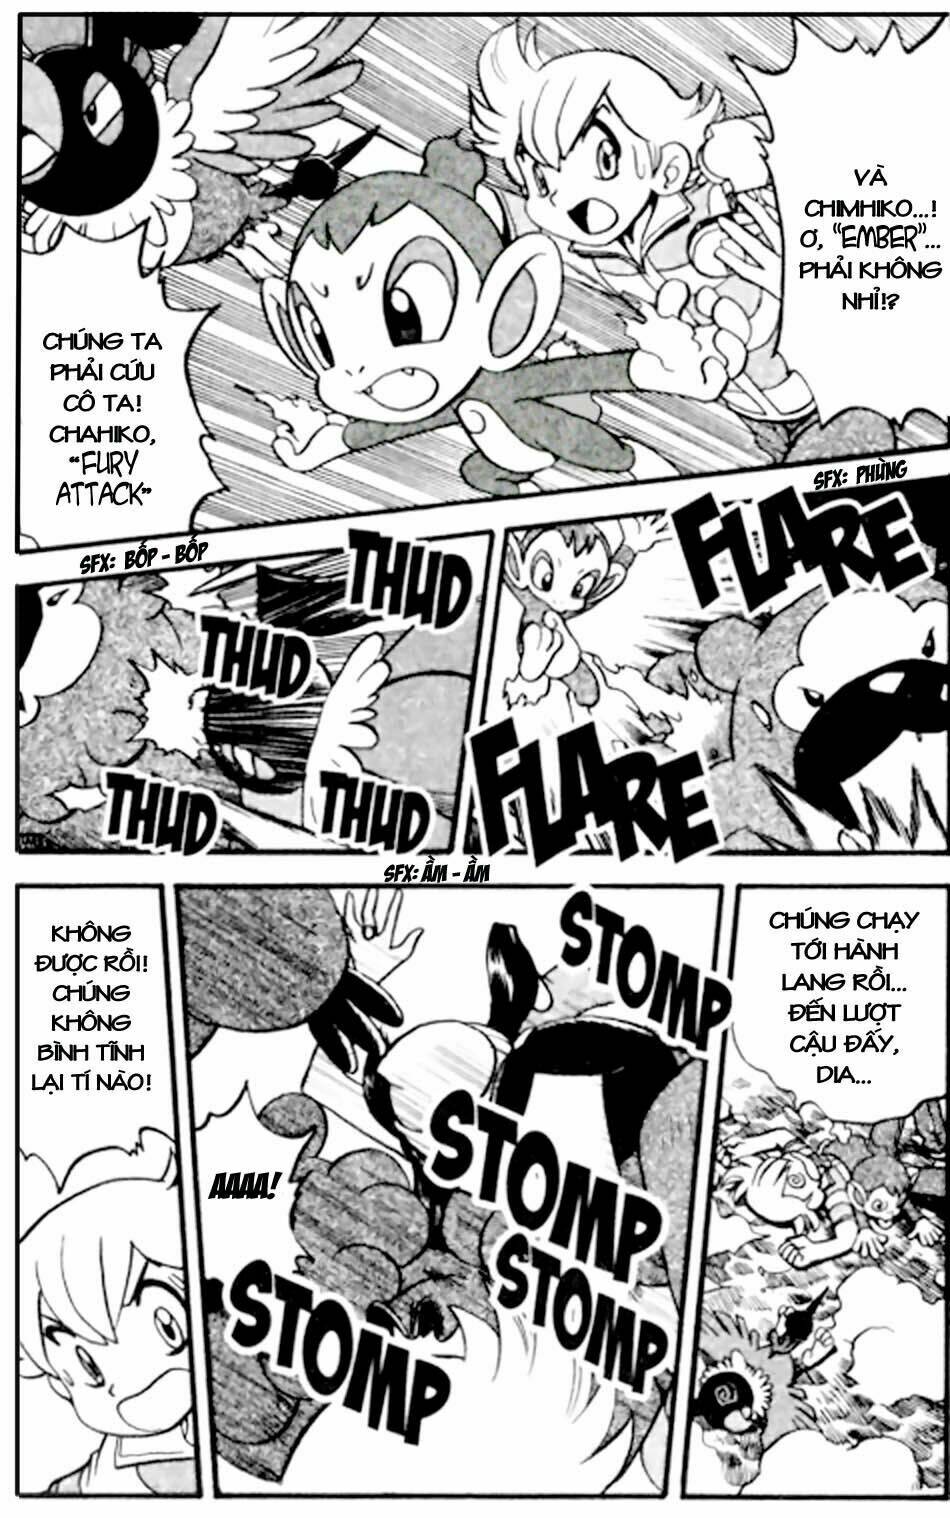 CHÚNG TA
PHẢI CỨU
CÔ TA!
CHAHIKO,
"FURY
ATTACK"
VÀ
CHIMHIKO...!
Ơ, "EMBER"...
PHẢI KHÔNG
NHỈ!?
SFX: BỐP - BỐP
THUD
THUD
THUD
THUD
SFX: PHỪNG
FLARE
FLARE
KHÔNG
ĐƯỢC RỒI!
CHÚNG
KHÔNG
BÌNH TĨNH
LẠI TÍ NÀO!
SFX: ẦM - ẦM
STOMP
STOMP
STOMP
AAAA!
STOMP
CHÚNG CHẠY
TỚI HÀNH
LANG RỒI...
ĐẾN LƯỢT
CẬU ĐẤY,
DIA...